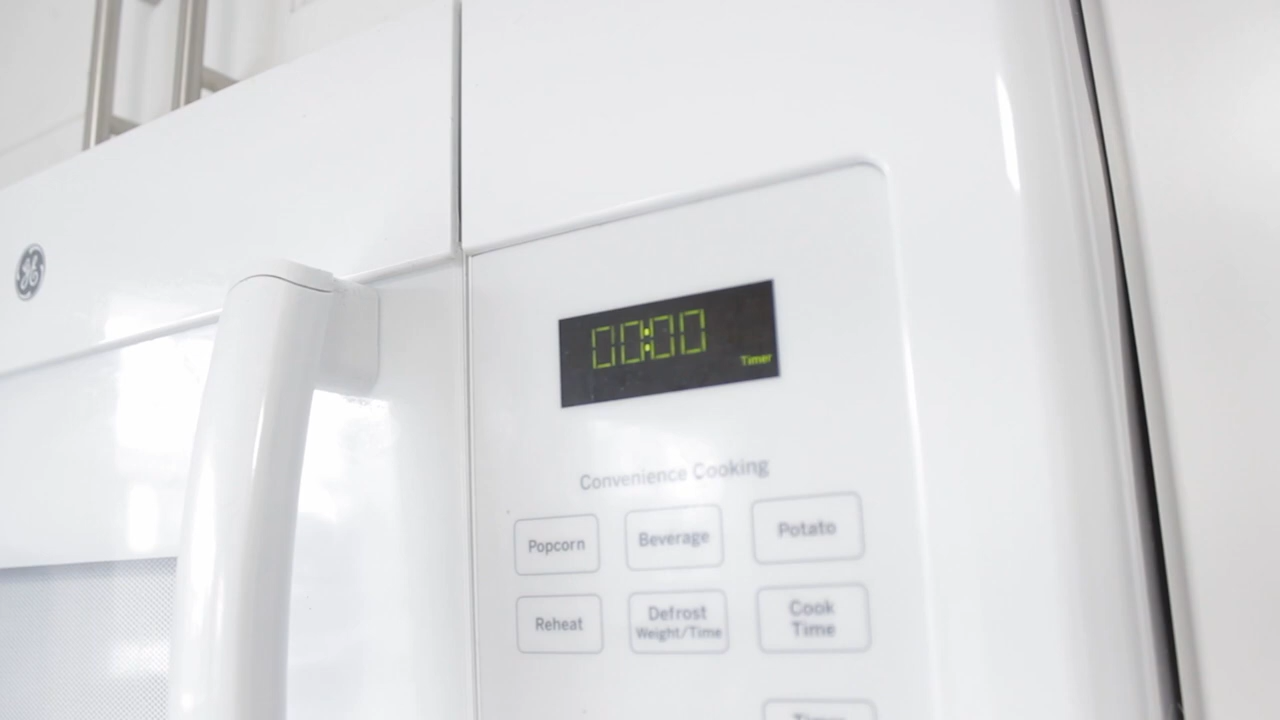 GE
00:00
Timer
Convenience Cooking
Popcorn
Beverage
Potato
Reheat
Defrost
Weight/Time
Cook
Time